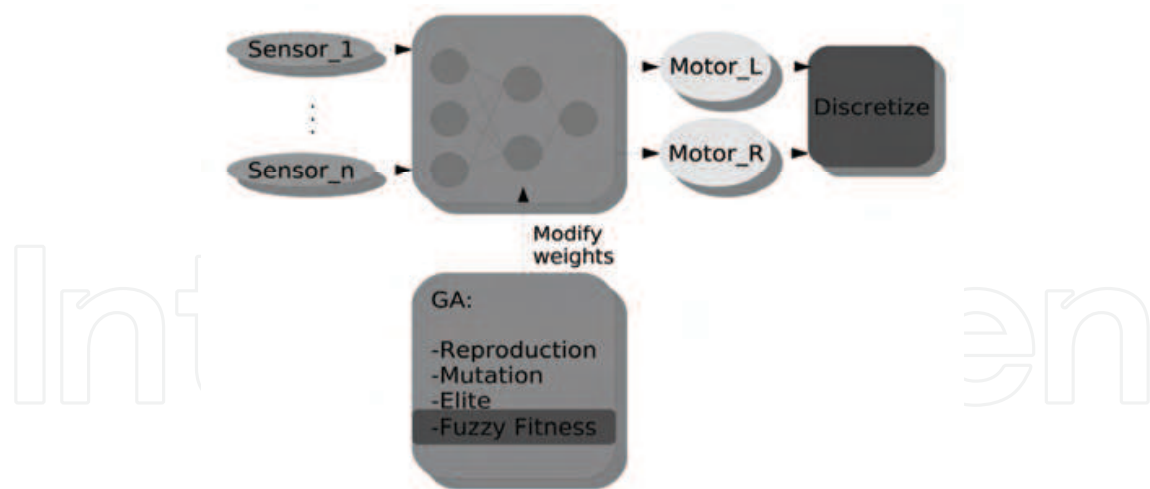 Sensor_1
Sensor_n
Motor_L
Motor_R
Discretize
Modify
weights
GA:
-Reproduction
-Mutation
-Elite
-Fuzzy Fitness